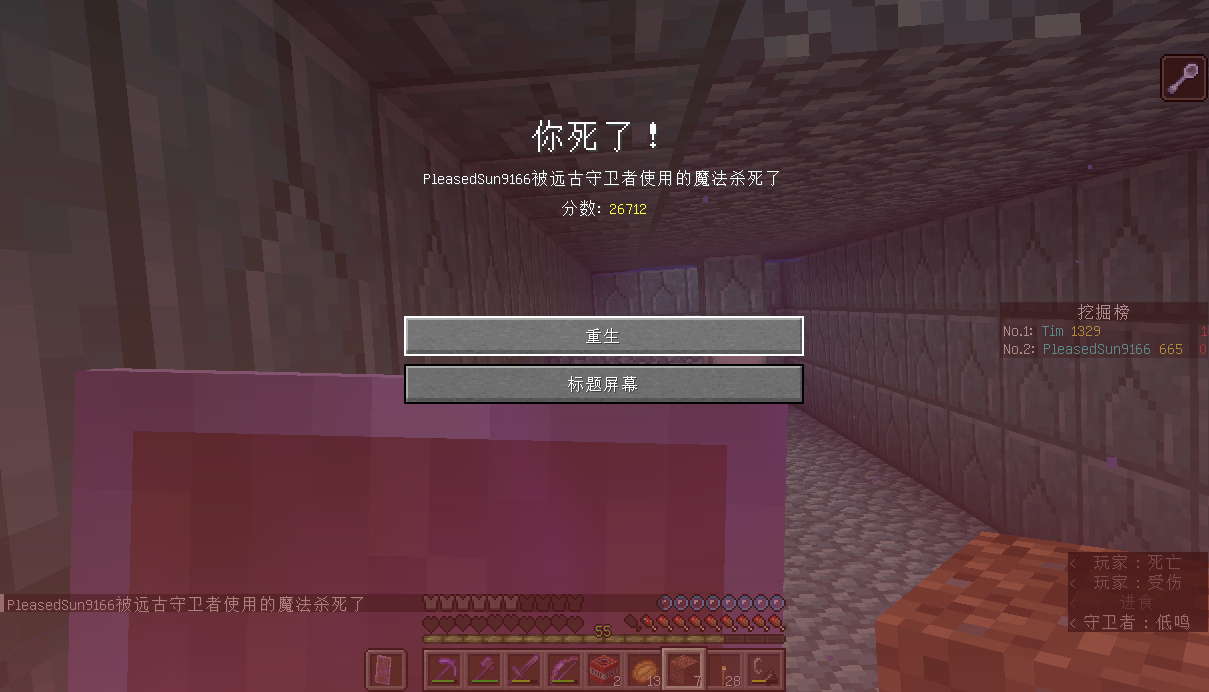 你死了！
PleasedSun9166被远古守卫者使用的魔法杀死了
分数: 26712
重生
标题屏幕
挖掘榜
No.1: Tim 1329 1
No.2: PleasedSun9166 665 0
< 玩家：死亡
< 玩家：受伤
< 进食
< 守卫者：低鸣
PleasedSun9166被远古守卫者使用的魔法杀死了
55
2 13 7 28